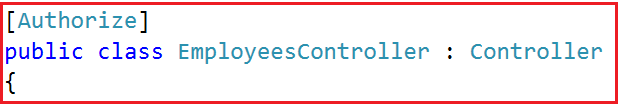 [Authorize]
public class EmployeesController : Controller
{